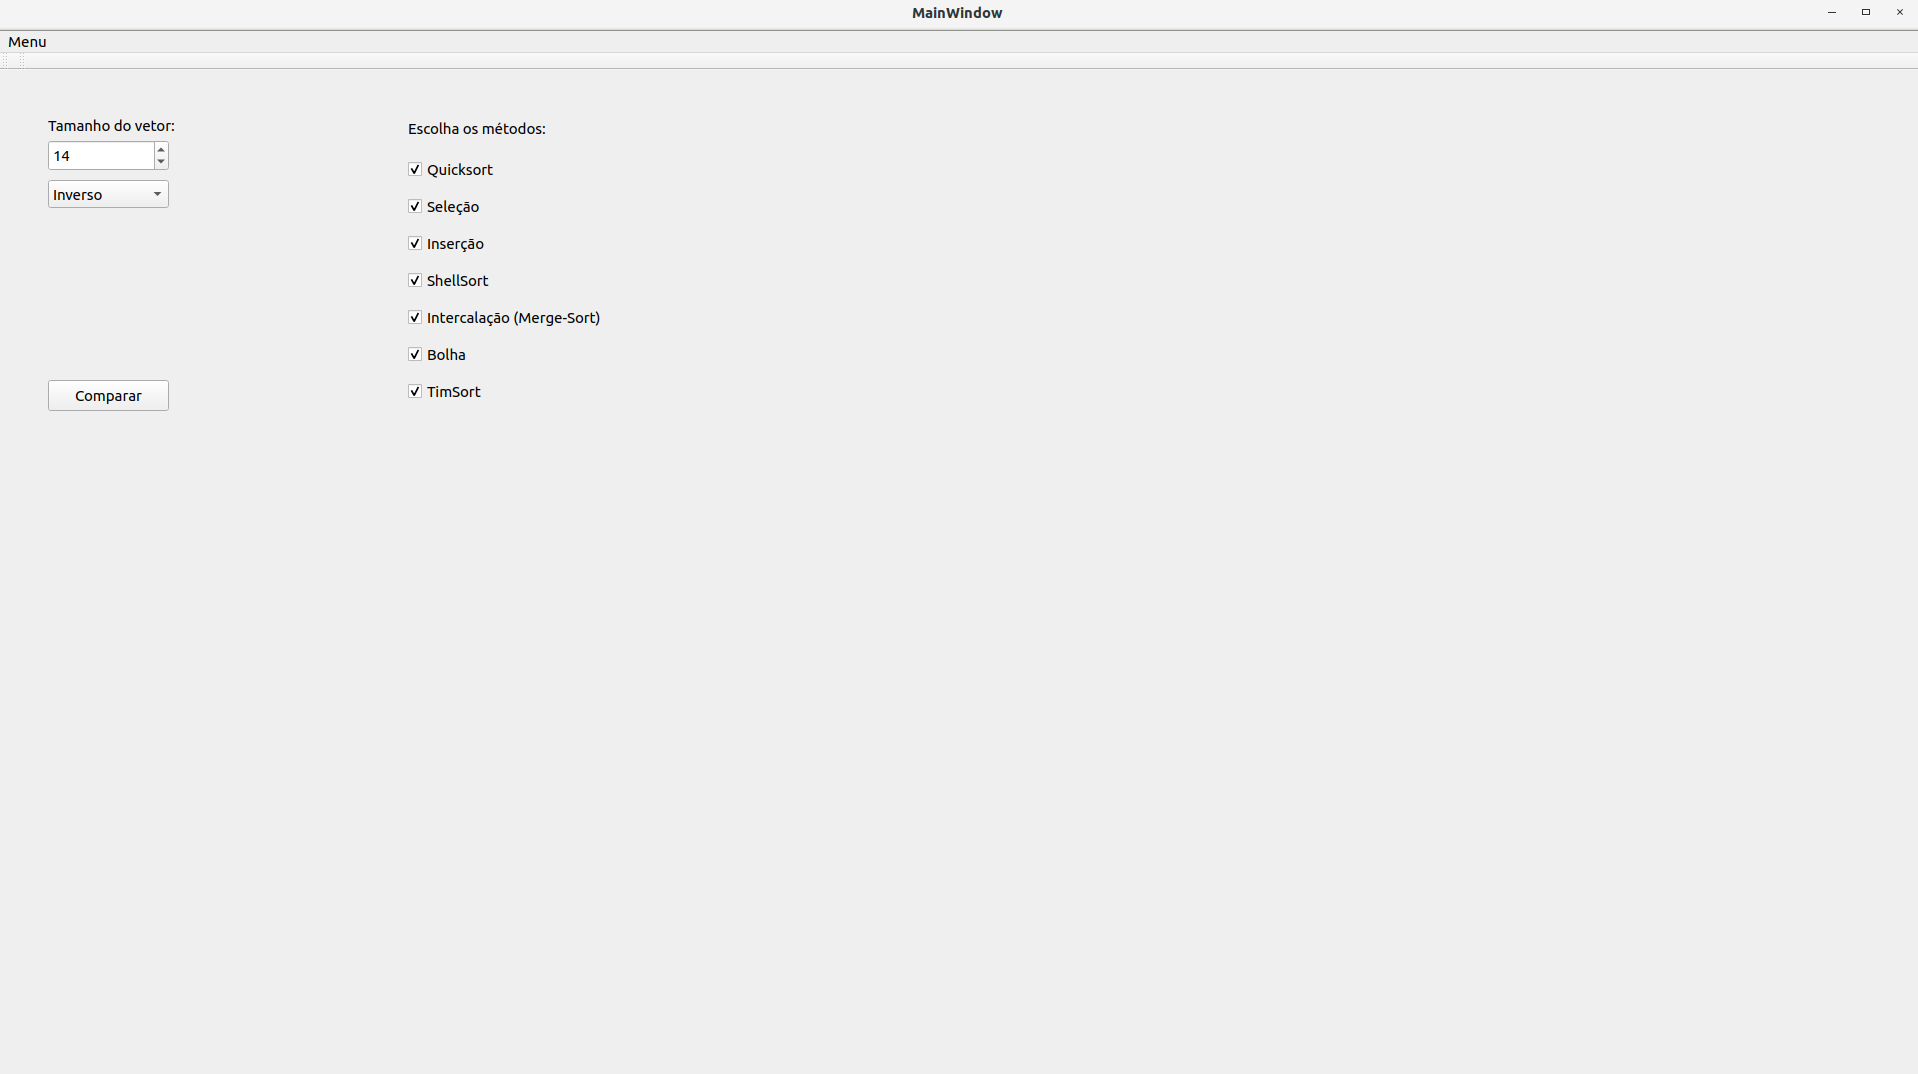 MainWindow
Menu
Tamanho do vetor:
14
Inverso
Comparar
Escolha os métodos:
Quicksort
Seleção
Inserção
ShellSort
Intercalação (Merge-Sort)
Bolha
TimSort